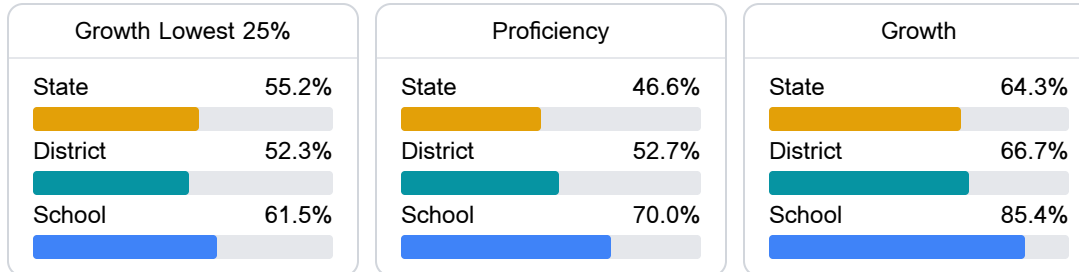 Growth Lowest 25%
State 55.2%
District 52.3%
School 61.5%
Proficiency
State 46.6%
District 52.7%
School 70.0%
Growth
State 64.3%
District 66.7%
School 85.4%